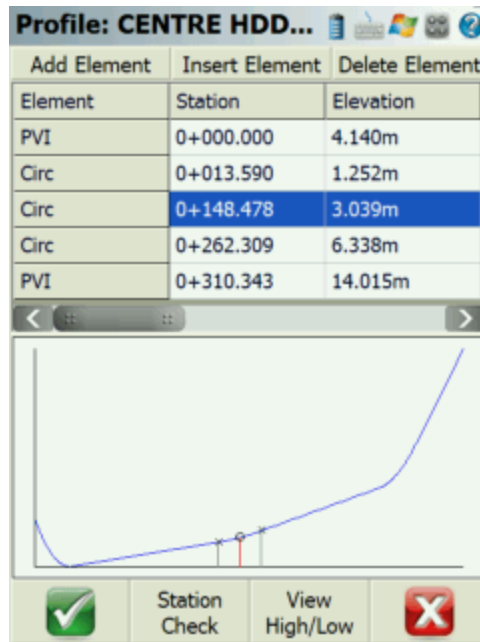 Profile: CENTRE HDD...
Add Element Insert Element Delete Element
Element Station Elevation
PVI 0+000.000 4.140m
Circ 0+013.590 1.252m
Circ 0+148.478 3.039m
Circ 0+262.309 6.338m
PVI 0+310.343 14.015m
Station Check
View High/Low